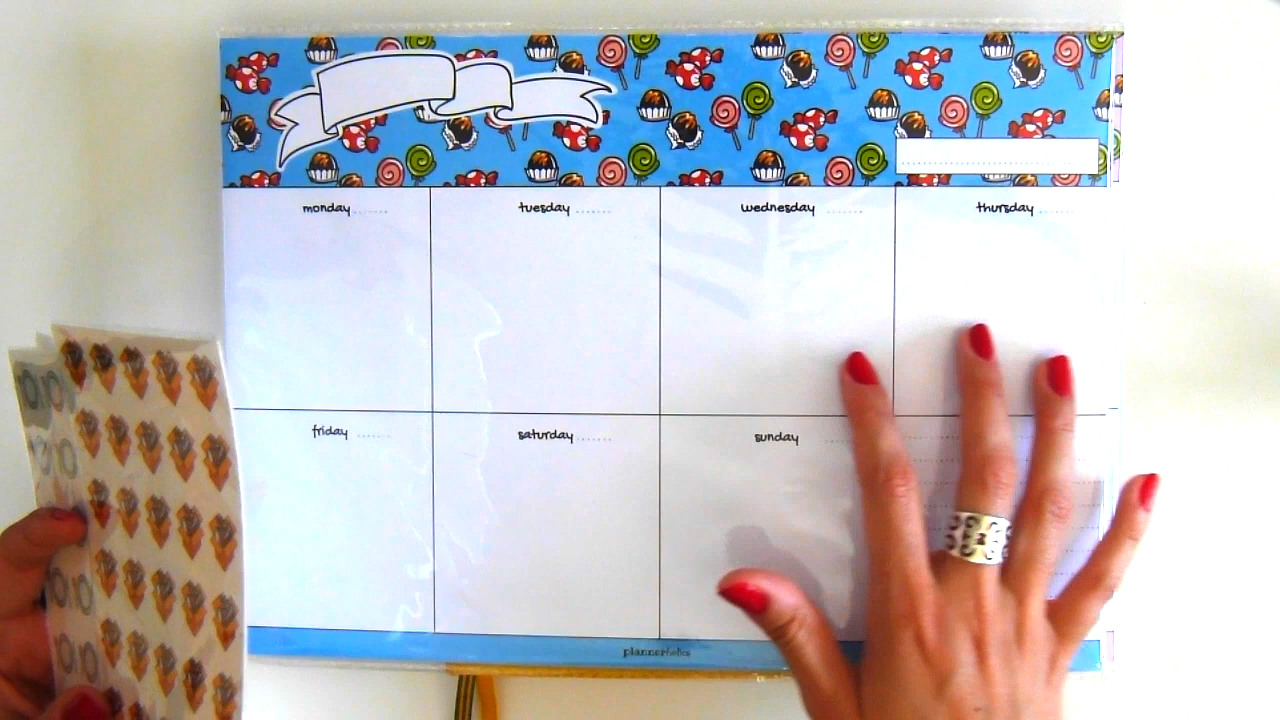 monday
tuesday
wednesday
thursday
friday
saturday
sunday
plannerholics